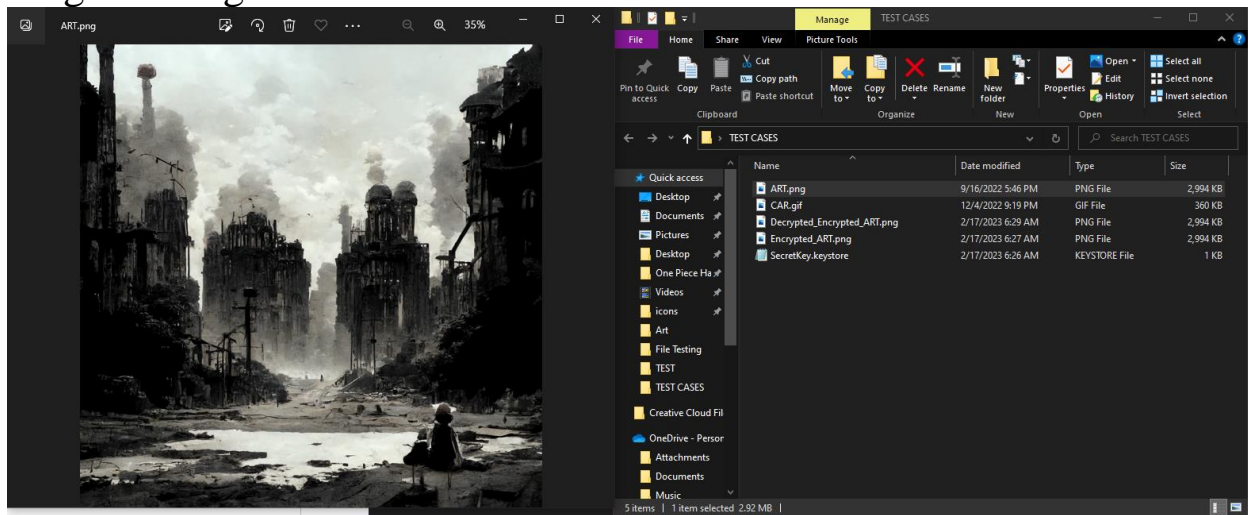 ART.png
35%
Manage
TEST CASES
File
Home
Share
View
Picture Tools
Pin to Quick access
Copy
Paste
Cut
Copy path
Paste shortcut
Clipboard
Move to
Copy to
Delete
Rename
Organize
New folder
New
Properties
Open
Edit
History
Open
Select all
Select none
Invert selection
Select
TEST CASES
Search TEST CASES
Name
Date modified
Type
Size
ART.png 9/16/2022 5:46 PM PNG File 2,994 KB
CAR.gif 12/4/2022 9:19 PM GIF File 360 KB
Decrypted_Encrypted_ART.png 2/17/2023 6:29 AM PNG File 2,994 KB
Encrypted_ART.png 2/17/2023 6:27 AM PNG File 2,994 KB
SecretKey.keystore 2/17/2023 6:26 AM KEYSTORE File 1 KB
Quick access
Desktop
Documents
Pictures
Desktop
One Piece Ha
Videos
icons
Art
File Testing
TEST
TEST CASES
Creative Cloud Fil
OneDrive - Person
Attachments
Documents
Music
5 items
1 item selected 2.92 MB